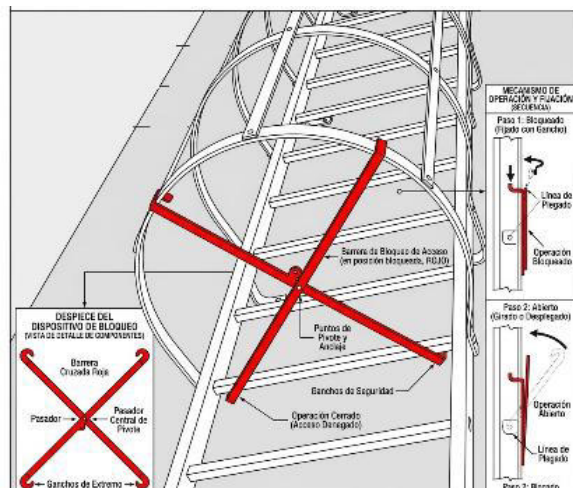 MECANISMO DE
OPERACIÓN Y FIJACIÓN
(SECUENCIA)
Paso 1: Bloqueado
(Fijado con Gancho)
Línea de
Plegado
Operación
Bloqueado
Paso 2: Abierto
(Girado o Desplegado)
Operación
Abierto
Línea de
Plegado
Barrera de Bloqueo de Acceso
(en posición bloqueada, ROJO)
Puntos de
Pivote y
Anclaje
Ganchos de Seguridad
Operación Cerrado
(Acceso Denegado)
DESPIECE DEL
DISPOSITIVO DE BLOQUEO
(VISTA DE DETALLE DE COMPONENTES)
Barrera
Cruzada Roja
Pasador
Pasador
Central de
Pivote
Ganchos de Extremo